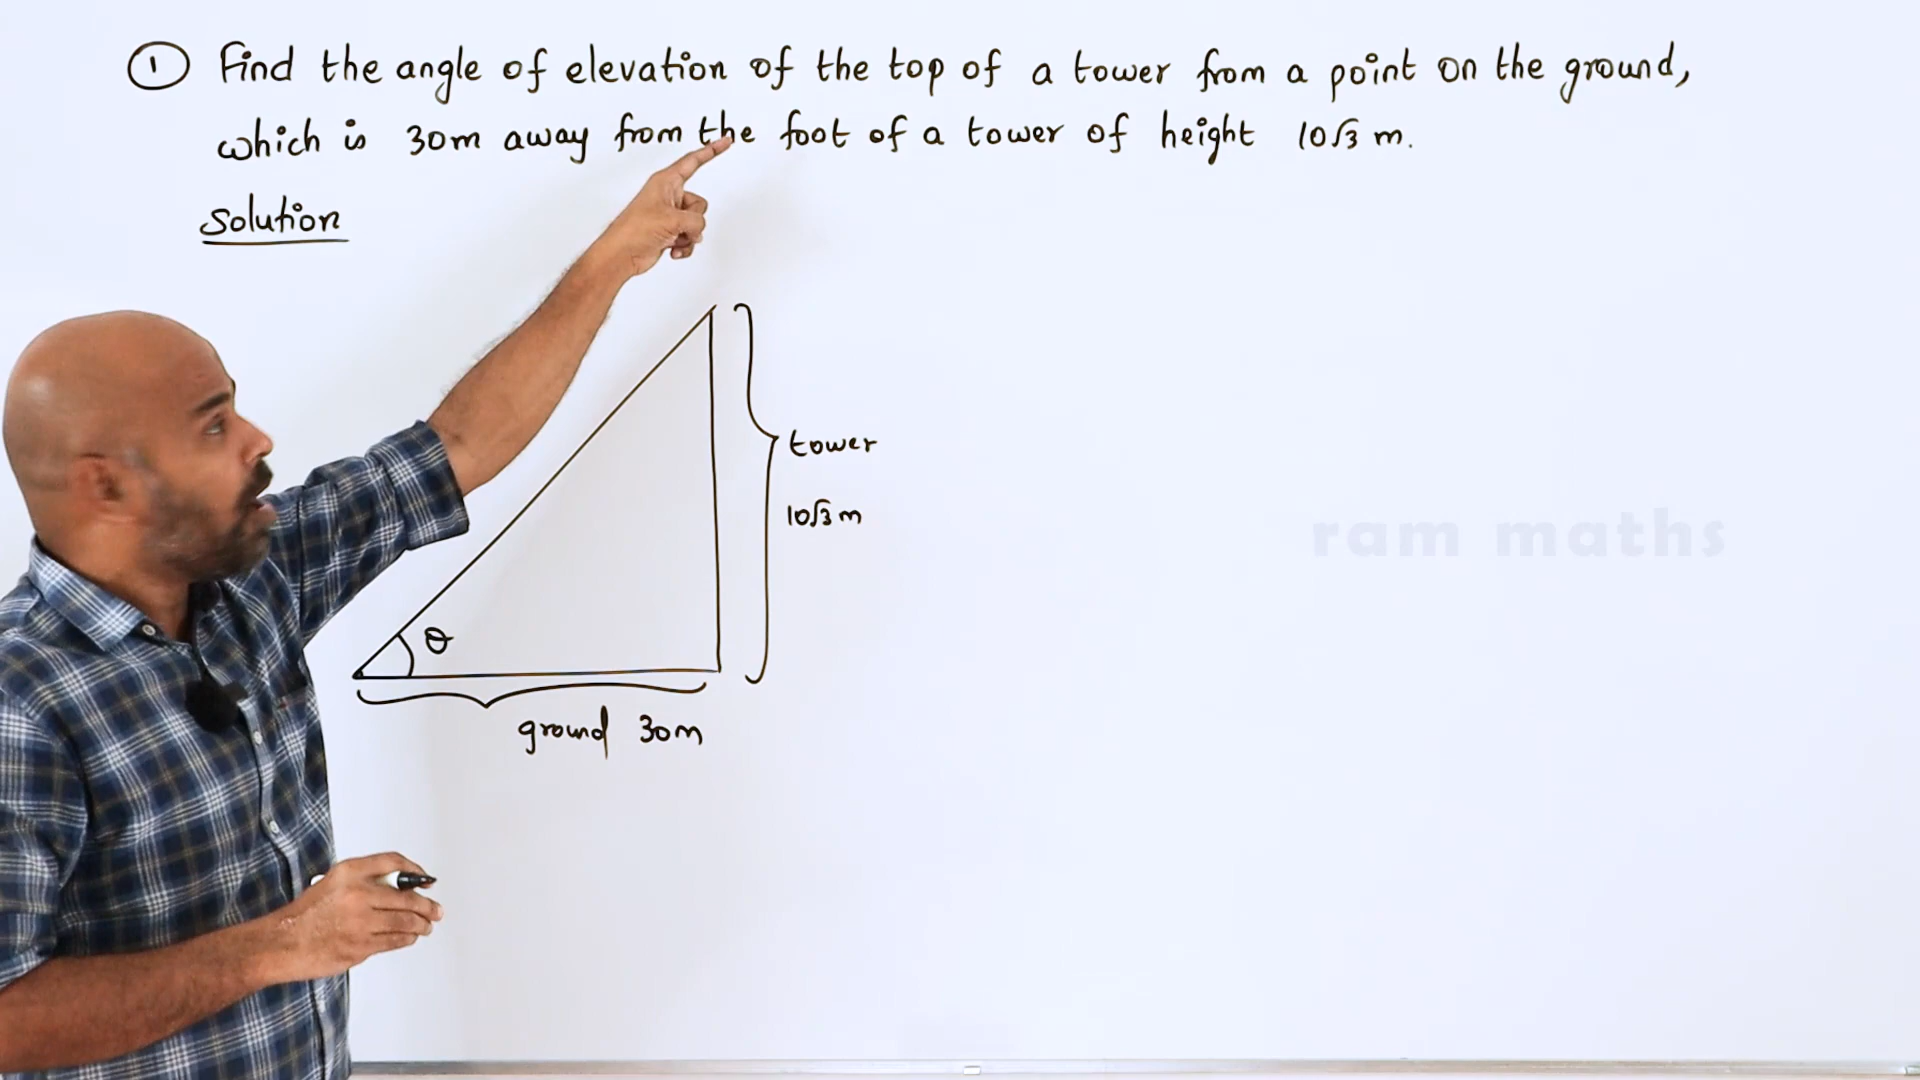 ① Find the angle of elevation of the top of a tower from a point on the ground,
which is 30m away from the foot of a tower of height 10√3 m.
Solution
tower
10√3 m
ram maths
θ
ground 30m